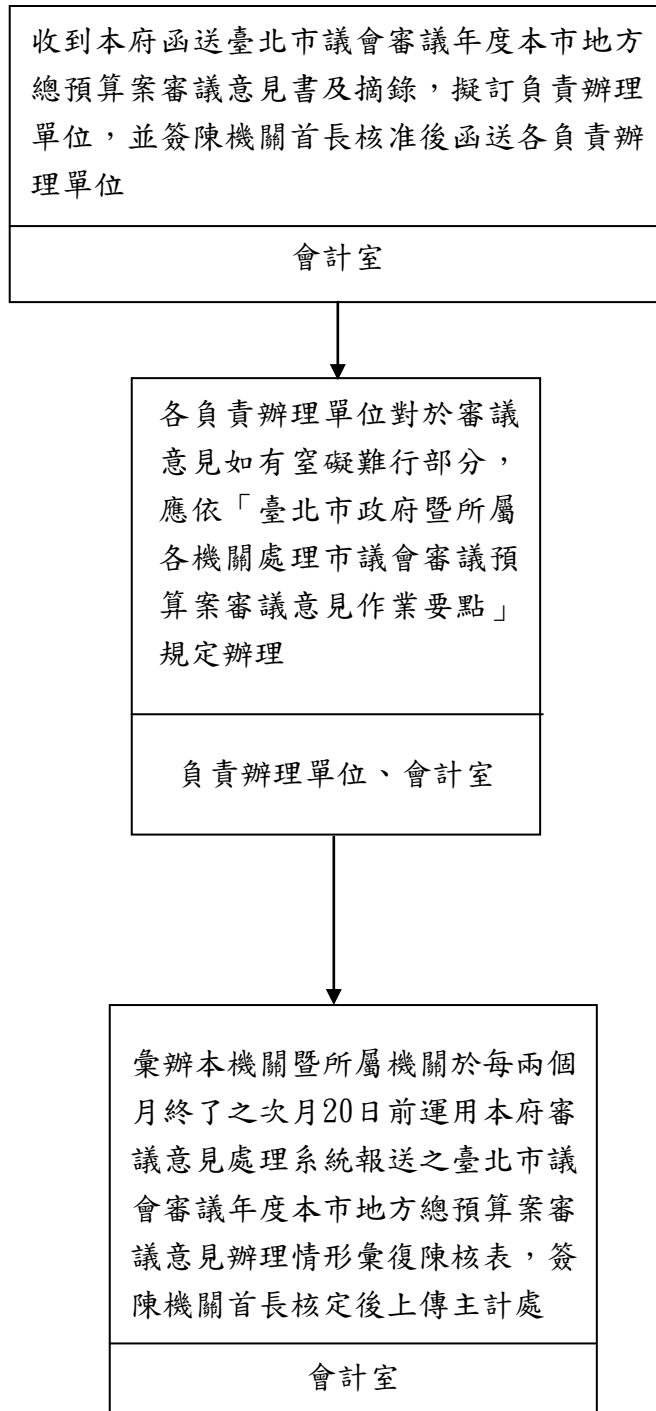 收到本府函送臺北市議會審議年度本市地方
總預算案審議意見書及摘錄，擬訂負責辦理
單位，並簽陳機關首長核准後函送各負責辦
理單位
會計室
各負責辦理單位對於審議
意見如有窒礙難行部分，
應依「臺北市政府暨所屬
各機關處理市議會審議預
算案審議意見作業要點」
規定辦理
負責辦理單位、會計室
彙辦本機關暨所屬機關於每兩個
月終了之次月20日前運用本府審
議意見處理系統報送之臺北市議
會審議年度本市地方總預算案審
議意見辦理情形彙復陳核表，簽
陳機關首長核定後上傳主計處
會計室